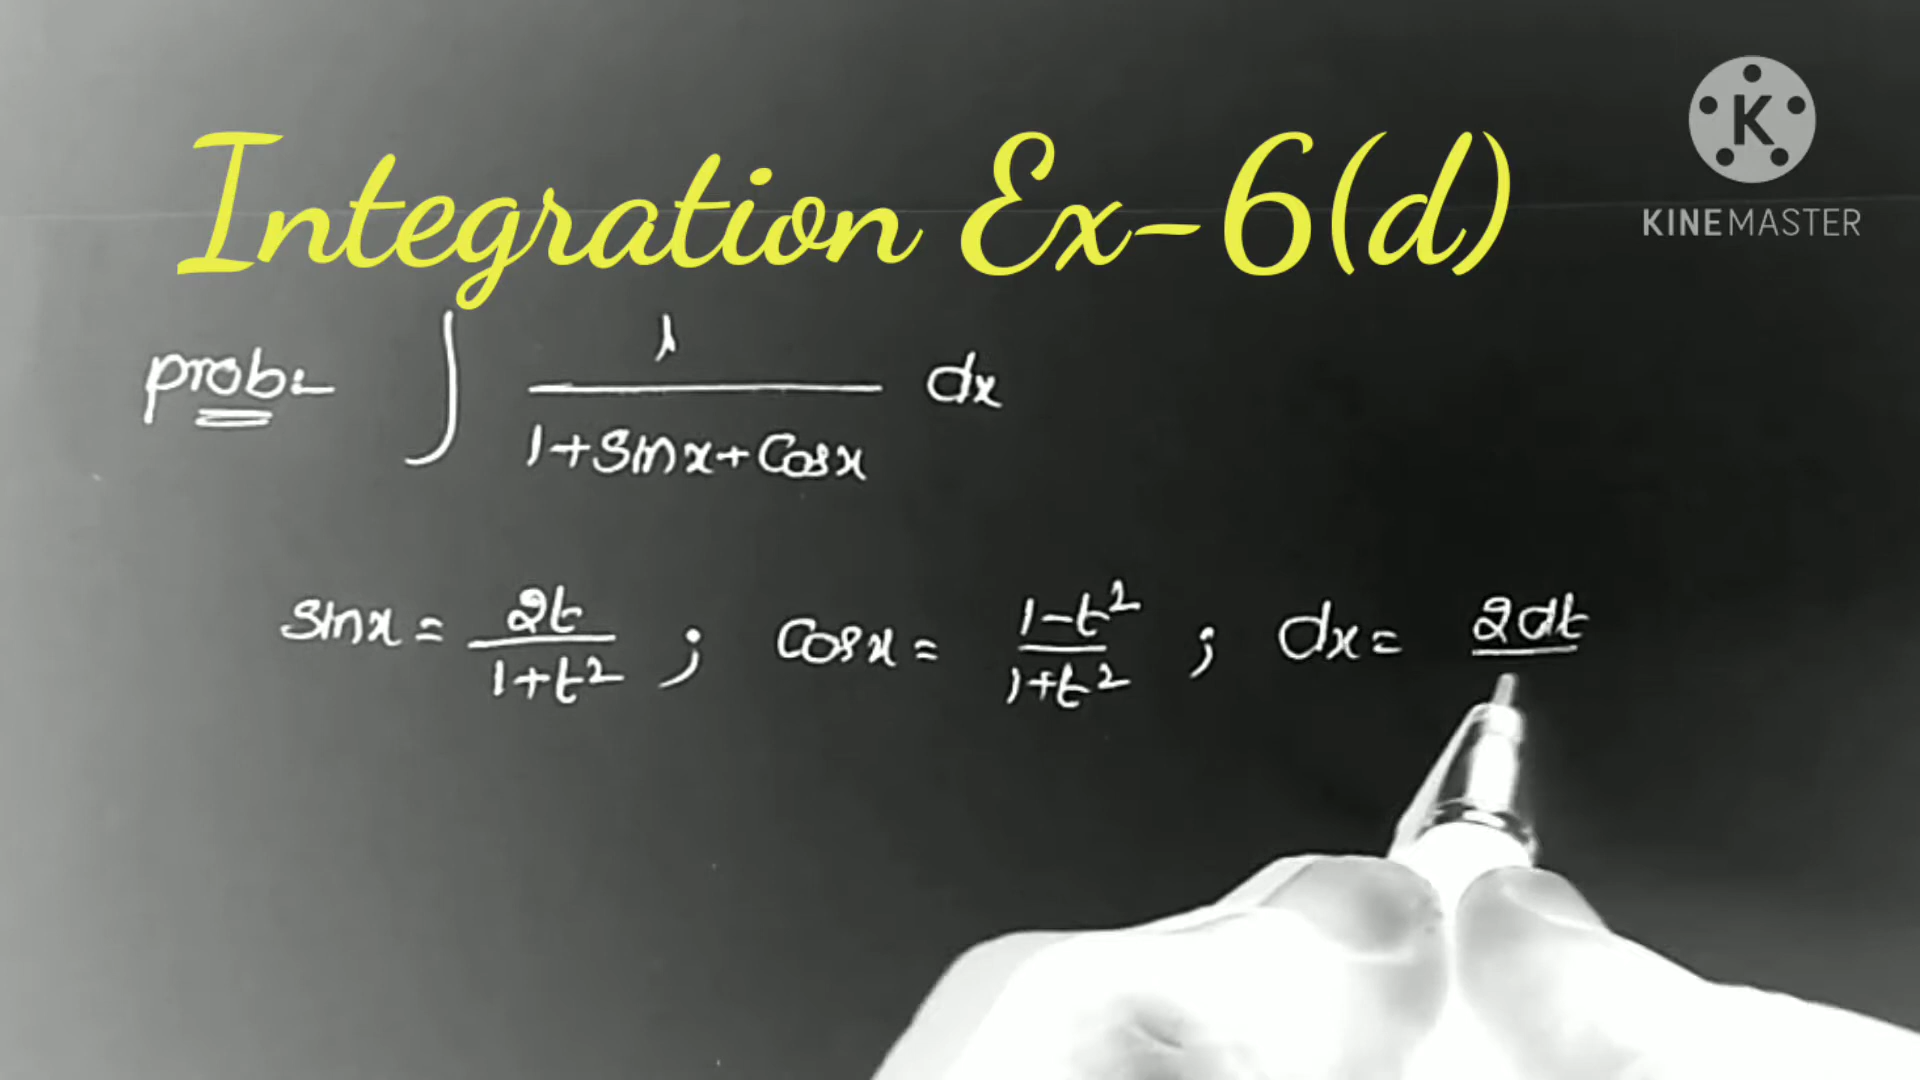 Integration Ex-6(d)
K
KINEMASTER
prob:- ∫ 1/(1+Sinx+Cosx) dx
Sinx = 2t/(1+t²) ; Cosx = (1-t²)/(1+t²) ; dx = 2dt